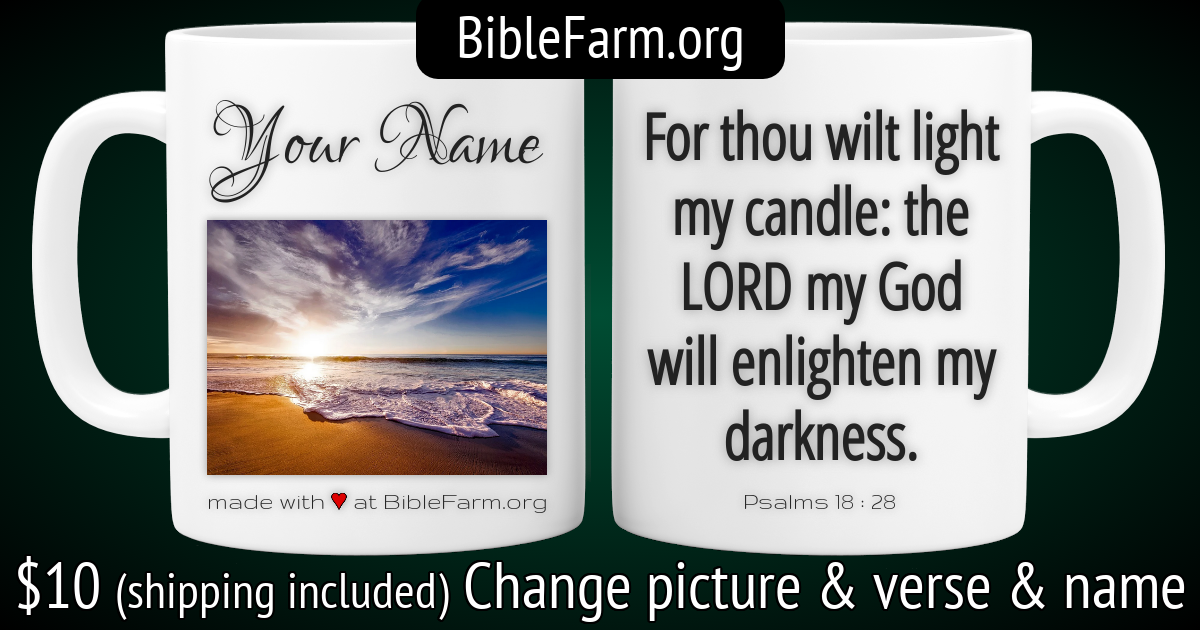 BibleFarm.org
Your Name
made with ♥ at BibleFarm.org
For thou wilt light
my candle: the
LORD my God
will enlighten my
darkness.
Psalms 18 : 28
$10 (shipping included) Change picture & verse & name